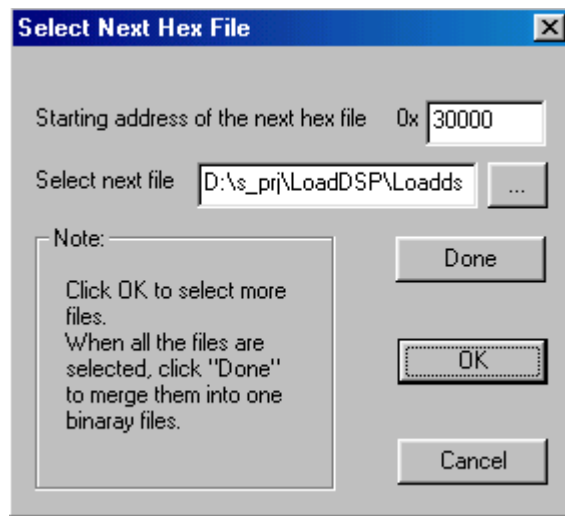 Select Next Hex File
Starting address of the next hex file 0x 30000
Select next file D:\s_prj\LoadDSP\Loadds ...
Note:
Click OK to select more
files.
When all the files are
selected, click "Done"
to merge them into one
binaray files.
Done
OK
Cancel